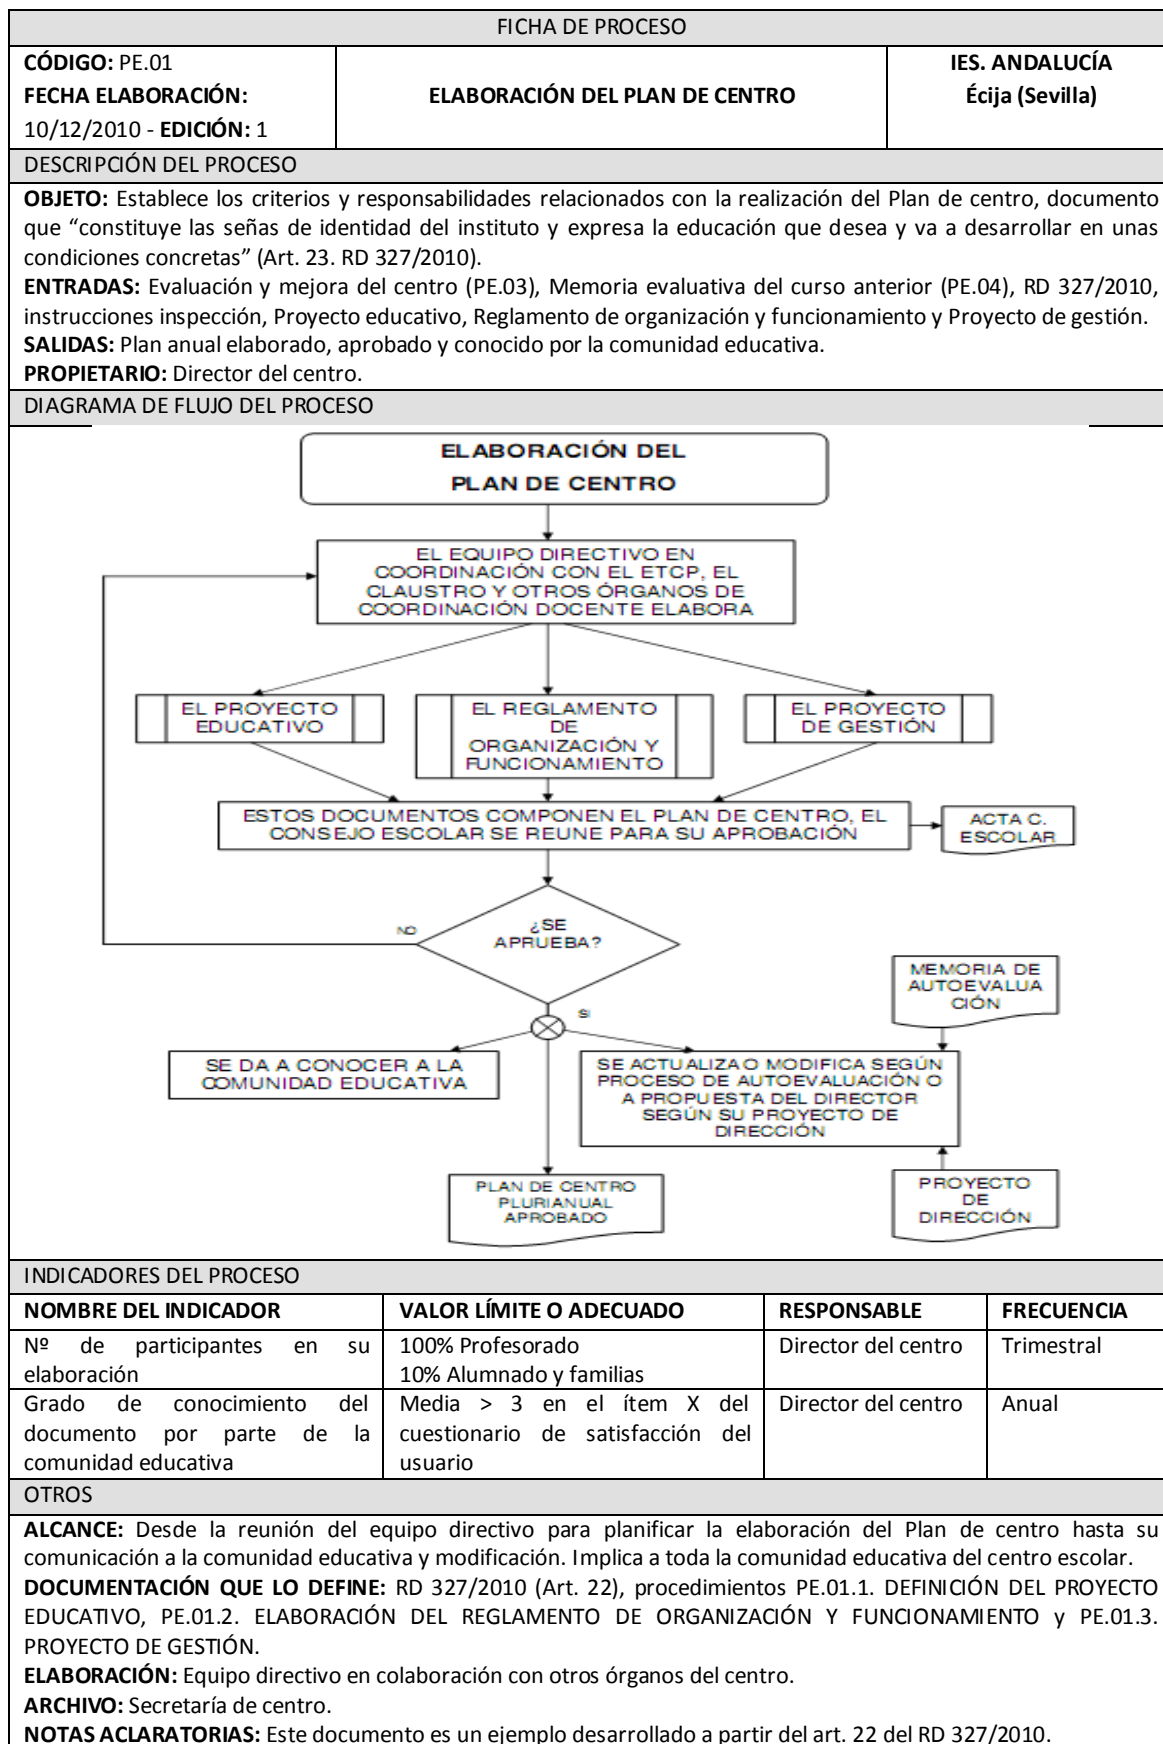 FICHA DE PROCESO
CÓDIGO: PE.01
FECHA ELABORACIÓN:
10/12/2010 - EDICIÓN: 1
ELABORACIÓN DEL PLAN DE CENTRO
IES. ANDALUCÍA
Écija (Sevilla)
DESCRIPCIÓN DEL PROCESO
OBJETO: Establece los criterios y responsabilidades relacionados con la realización del Plan de centro, documento
que “constituye las señas de identidad del instituto y expresa la educación que desea y va a desarrollar en unas
condiciones concretas” (Art. 23. RD 327/2010).
ENTRADAS: Evaluación y mejora del centro (PE.03), Memoria evaluativa del curso anterior (PE.04), RD 327/2010,
instrucciones inspección, Proyecto educativo, Reglamento de organización y funcionamiento y Proyecto de gestión.
SALIDAS: Plan anual elaborado, aprobado y conocido por la comunidad educativa.
PROPIETARIO: Director del centro.
DIAGRAMA DE FLUJO DEL PROCESO
ELABORACIÓN DEL
PLAN DE CENTRO
EL EQUIPO DIRECTIVO EN
COORDINACIÓN CON EL ETCP, EL
CLAUSTRO Y OTROS ÓRGANOS DE
COORDINACIÓN DOCENTE ELABORA
EL PROYECTO
EDUCATIVO
EL REGLAMENTO
DE
ORGANIZACIÓN Y
FUNCIONAMIENTO
EL PROYECTO
DE GESTIÓN
ESTOS DOCUMENTOS COMPONEN EL PLAN DE CENTRO, EL
CONSEJO ESCOLAR SE REUNE PARA SU APROBACIÓN
ACTA C.
ESCOLAR
¿SE
APRUEBA?
NO
SI
MEMORIA DE
AUTOEVALUA
CIÓN
SE DA A CONOCER A LA
COMUNIDAD EDUCATIVA
SE ACTUALIZA O MODIFICA SEGÚN
PROCESO DE AUTOEVALUACIÓN O
A PROPUESTA DEL DIRECTOR
SEGÚN SU PROYECTO DE
DIRECCIÓN
PLAN DE CENTRO
PLURIANUAL
APROBADO
PROYECTO
DE
DIRECCIÓN
INDICADORES DEL PROCESO
NOMBRE DEL INDICADOR
VALOR LÍMITE O ADECUADO
RESPONSABLE
FRECUENCIA
Nº de participantes en su
elaboración
100% Profesorado
10% Alumnado y familias
Director del centro
Trimestral
Grado de conocimiento del
documento por parte de la
comunidad educativa
Media > 3 en el ítem X del
cuestionario de satisfacción del
usuario
Director del centro
Anual
OTROS
ALCANCE: Desde la reunión del equipo directivo para planificar la elaboración del Plan de centro hasta su
comunicación a la comunidad educativa y modificación. Implica a toda la comunidad educativa del centro escolar.
DOCUMENTACIÓN QUE LO DEFINE: RD 327/2010 (Art. 22), procedimientos PE.01.1. DEFINICIÓN DEL PROYECTO
EDUCATIVO, PE.01.2. ELABORACIÓN DEL REGLAMENTO DE ORGANIZACIÓN Y FUNCIONAMIENTO y PE.01.3.
PROYECTO DE GESTIÓN.
ELABORACIÓN: Equipo directivo en colaboración con otros órganos del centro.
ARCHIVO: Secretaría de centro.
NOTAS ACLARATORIAS: Este documento es un ejemplo desarrollado a partir del art. 22 del RD 327/2010.